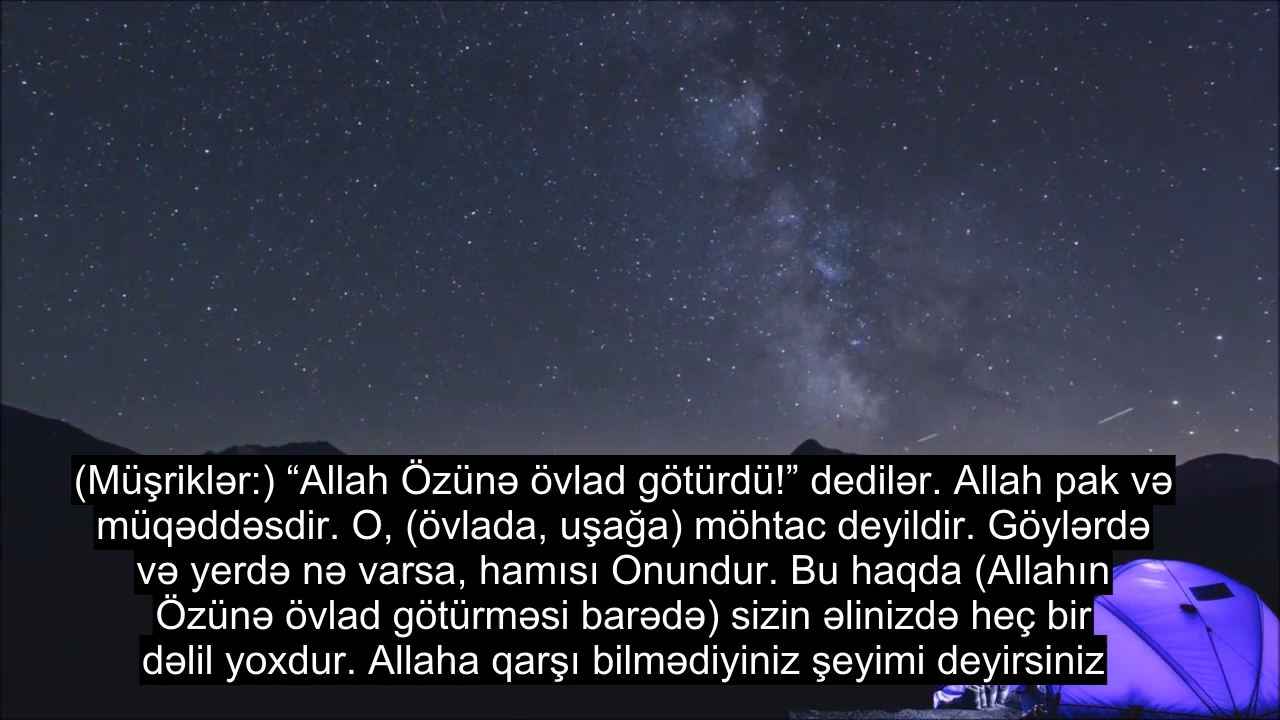 (Müşriklər:) “Allah Özünə övlad götürdü!” dedilər. Allah pak və
müqəddəsdir. O, (övlada, uşağa) möhtac deyildir. Göylərdə
və yerdə nə varsa, hamısı Onundur. Bu haqda (Allahın
Özünə övlad götürməsi barədə) sizin əlinizdə heç bir
dəlil yoxdur. Allaha qarşı bilmədiyiniz şeyimi deyirsiniz